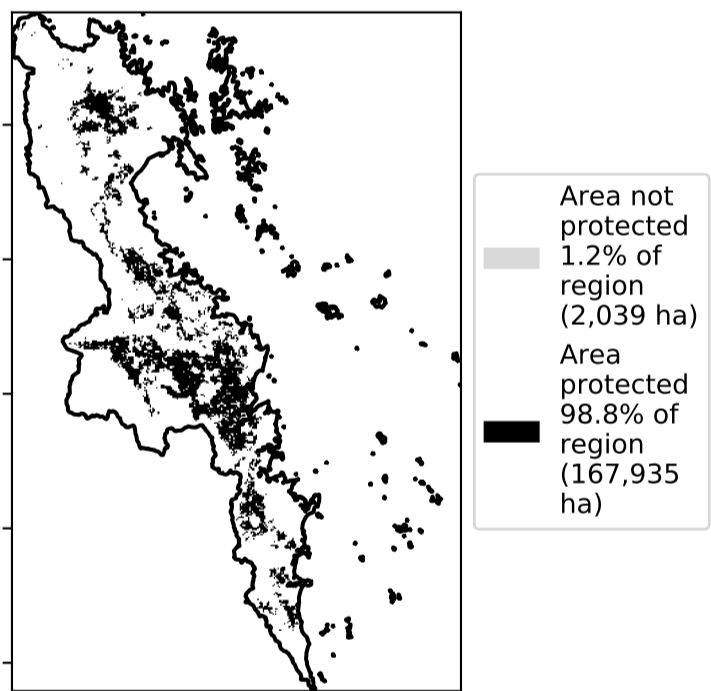 Area not
protected
1.2% of
region
(2,039 ha)
Area
protected
98.8% of
region
(167,935
ha)